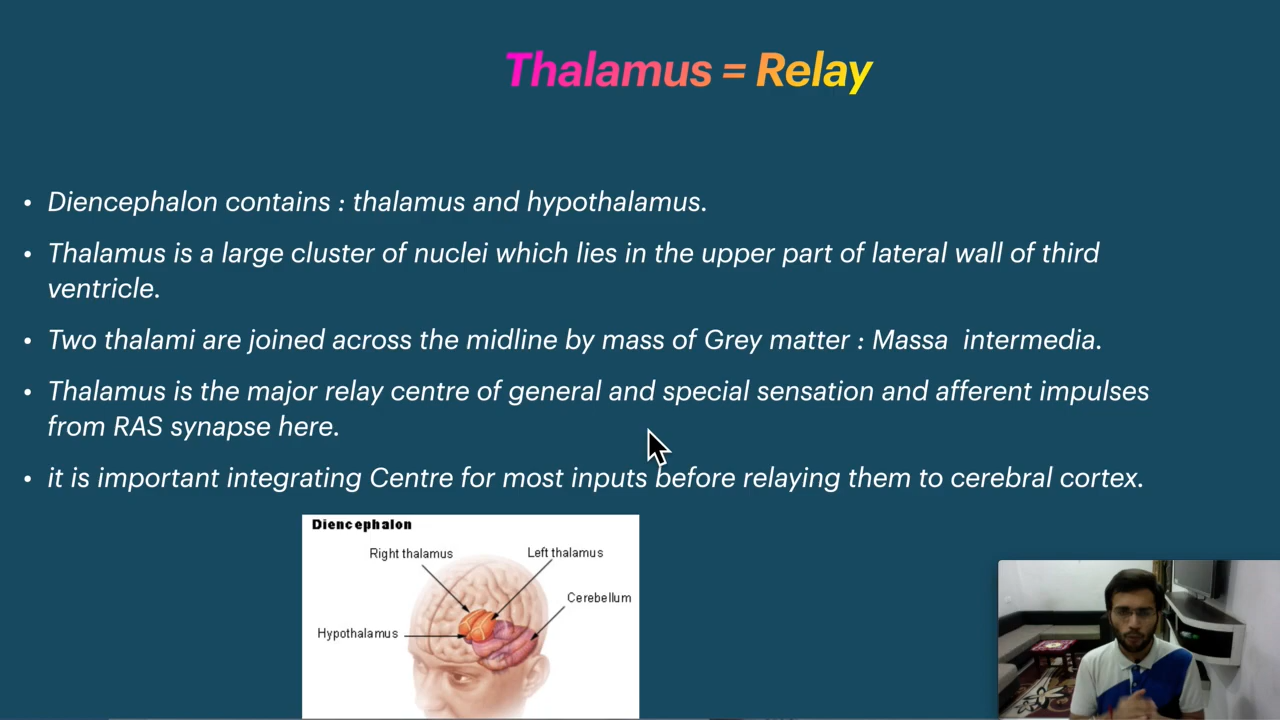 Thalamus = Relay
• Diencephalon contains : thalamus and hypothalamus.
• Thalamus is a large cluster of nuclei which lies in the upper part of lateral wall of third
ventricle.
• Two thalami are joined across the midline by mass of Grey matter : Massa intermedia.
• Thalamus is the major relay centre of general and special sensation and afferent impulses
from RAS synapse here.
• it is important integrating Centre for most inputs before relaying them to cerebral cortex.
Diencephalon
Right thalamus
Left thalamus
Cerebellum
Hypothalamus